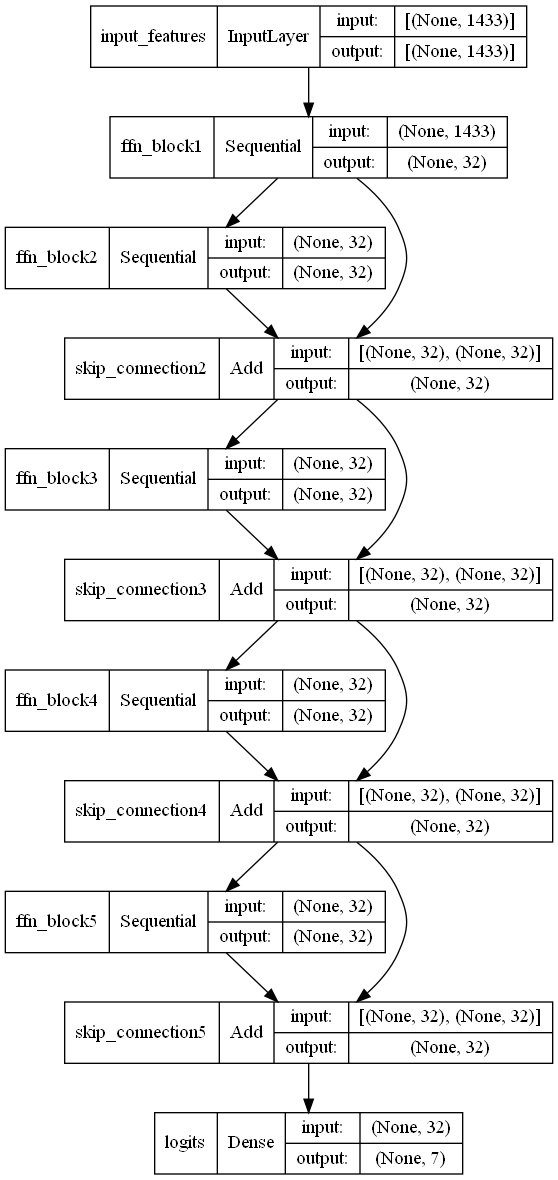 input_features InputLayer input: [(None, 1433)]
output: [(None, 1433)]
ffn_block1 Sequential input: (None, 1433)
output: (None, 32)
ffn_block2 Sequential input: (None, 32)
output: (None, 32)
skip_connection2 Add input: [(None, 32), (None, 32)]
output: (None, 32)
ffn_block3 Sequential input: (None, 32)
output: (None, 32)
skip_connection3 Add input: [(None, 32), (None, 32)]
output: (None, 32)
ffn_block4 Sequential input: (None, 32)
output: (None, 32)
skip_connection4 Add input: [(None, 32), (None, 32)]
output: (None, 32)
ffn_block5 Sequential input: (None, 32)
output: (None, 32)
skip_connection5 Add input: [(None, 32), (None, 32)]
output: (None, 32)
logits Dense input: (None, 32)
output: (None, 7)